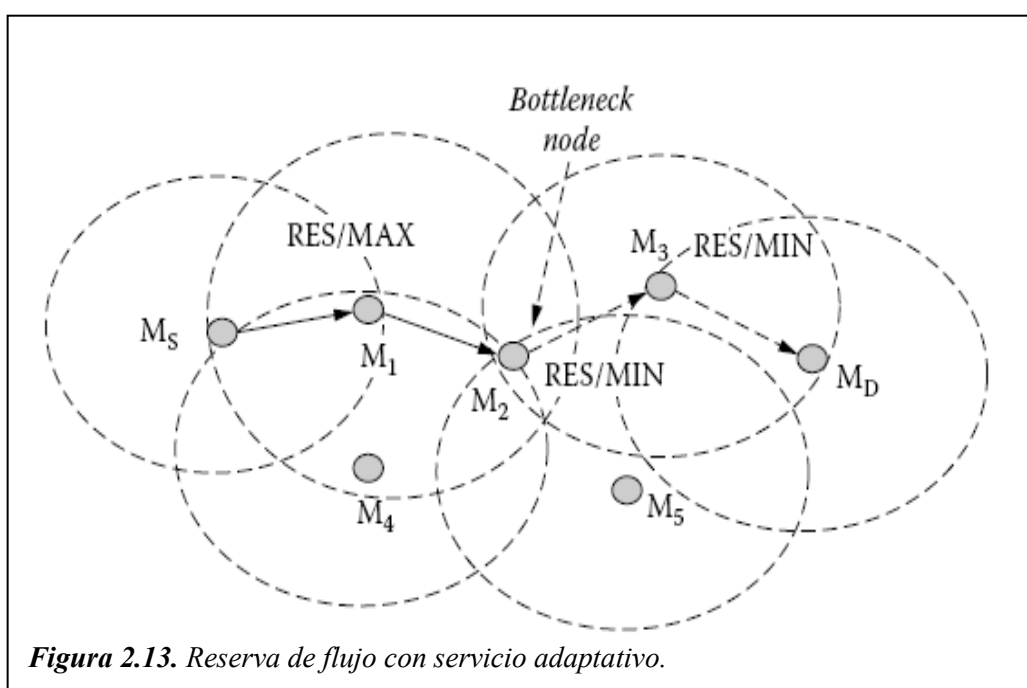 Bottleneck
node
RES/MAX
M3
RES/MIN
MS
M1
M2
RES/MIN
MD
M4
M5
Figura 2.13. Reserva de flujo con servicio adaptativo.